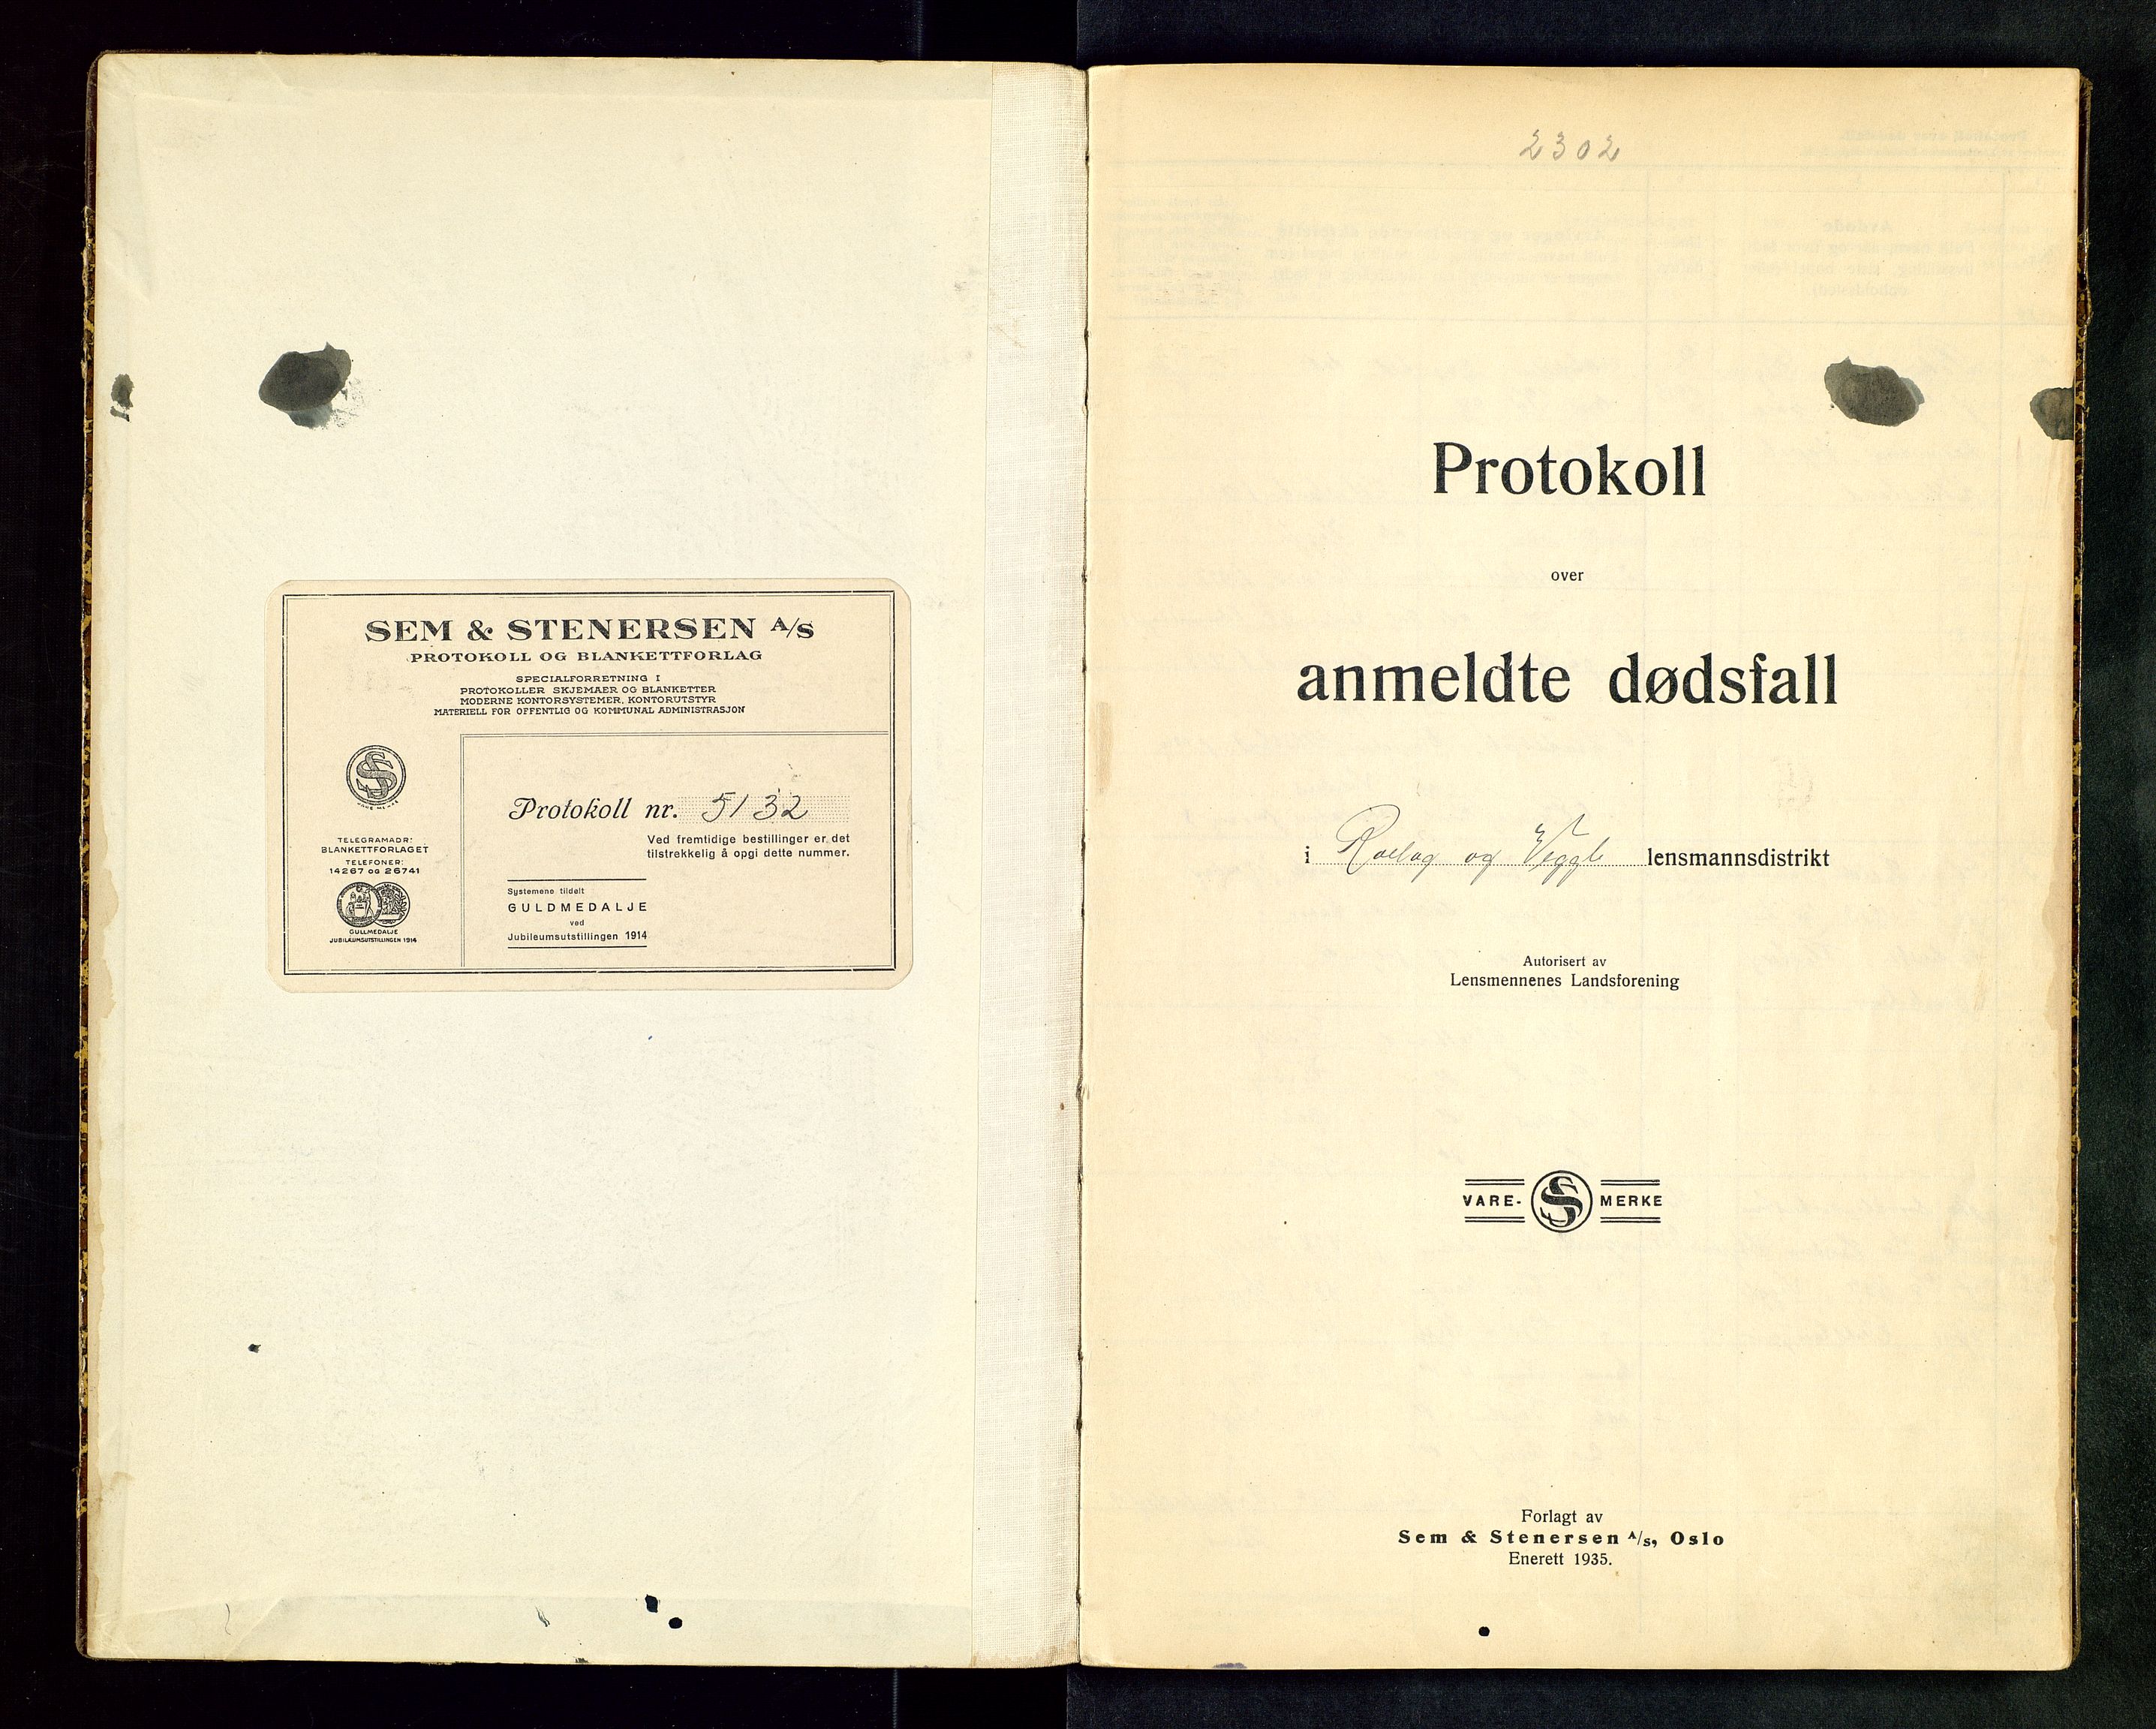 SEM & STENERSEN A/S
PROTOKOLL OG BLANKETTFORLAG
SPECIALFORRETNING I
PROTOKOLLER SKJEMAER OG BLANKETTER
MODERNE KONTORSYSTEMER, KONTORUTSTYR
MATERIELL FOR OFFENTLIG OG KOMMUNAL ADMINISTRASJON
VARE MERKE
TELEGRAMADR:
BLANKETTFORLAGET
TELEFONER:
14267 OG 26741
GULLMEDALJE
JUBILÆUMSUTSTILLINGEN 1914
Protokoll nr. 5132
Ved fremtidige bestillinger er det
tilstrekkelig å opgi dette nummer.
Systemene tildelt
GULDMEDALJE
ved
Jubileumsutstillingen 1914
2302
Protokoll
over
anmeldte dødsfall
i Rollag og Veggli lensmannsdistrikt
Autorisert av
Lensmennenes Landsforening
VARE- S MERKE
Forlagt av
Sem & Stenersen A/s, Oslo
Enerett 1935.